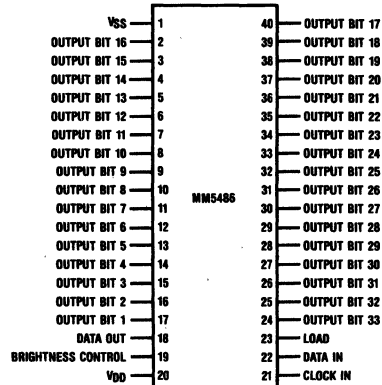 VSS 1 40 OUTPUT BIT 17
OUTPUT BIT 16 2 39 OUTPUT BIT 18
OUTPUT BIT 15 3 38 OUTPUT BIT 19
OUTPUT BIT 14 4 37 OUTPUT BIT 20
OUTPUT BIT 13 5 36 OUTPUT BIT 21
OUTPUT BIT 12 6 35 OUTPUT BIT 22
OUTPUT BIT 11 7 34 OUTPUT BIT 23
OUTPUT BIT 10 8 33 OUTPUT BIT 24
OUTPUT BIT 9 9 32 OUTPUT BIT 25
OUTPUT BIT 8 10 31 OUTPUT BIT 26
MM5486
OUTPUT BIT 7 11 30 OUTPUT BIT 27
OUTPUT BIT 6 12 29 OUTPUT BIT 28
OUTPUT BIT 5 13 28 OUTPUT BIT 29
OUTPUT BIT 4 14 27 OUTPUT BIT 30
OUTPUT BIT 3 15 26 OUTPUT BIT 31
OUTPUT BIT 2 16 25 OUTPUT BIT 32
OUTPUT BIT 1 17 24 OUTPUT BIT 33
DATA OUT 18 23 LOAD
BRIGHTNESS CONTROL 19 22 DATA IN
VDD 20 21 CLOCK IN